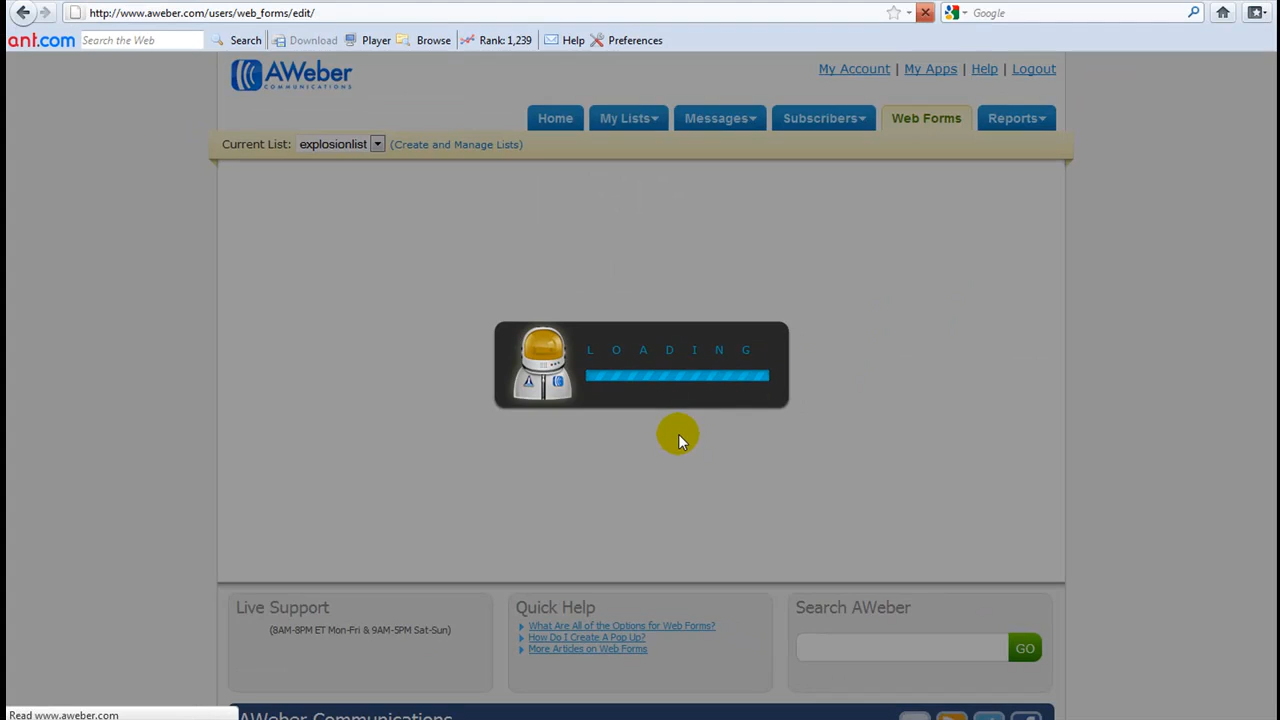 http://www.aweber.com/users/web_forms/edit/
Google
ant.com Search the Web Search Download Player Browse Rank: 1,239 Help Preferences
AWeber
COMMUNICATIONS
My Account | My Apps | Help | Logout
Home My Lists Messages Subscribers Web Forms Reports
Current List: explosionlist (Create and Manage Lists)
LOADING
Live Support
(8AM-8PM ET Mon-Fri & 9AM-5PM Sat-Sun)
Quick Help
What Are All of the Options for Web Forms?
How Do I Create A Pop Up?
More Articles on Web Forms
Search AWeber
GO
Read www.aweber.com
AWeber Communications